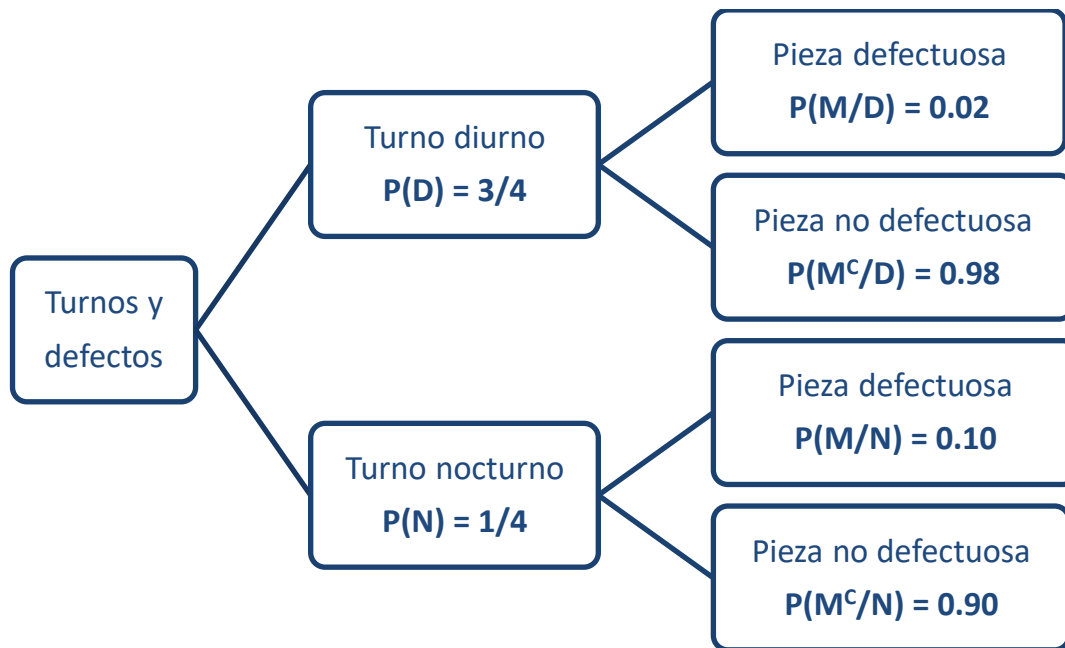 Turnos y
defectos
Turno diurno
P(D) = 3/4
Pieza defectuosa
P(M/D) = 0.02
Pieza no defectuosa
P(Mᶜ/D) = 0.98
Turno nocturno
P(N) = 1/4
Pieza defectuosa
P(M/N) = 0.10
Pieza no defectuosa
P(Mᶜ/N) = 0.90